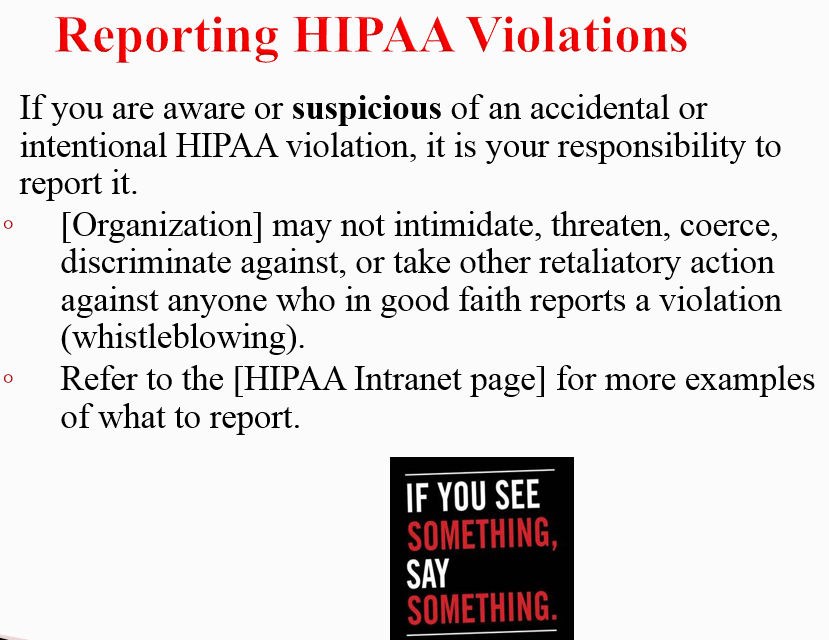 Reporting HIPAA Violations
If you are aware or suspicious of an accidental or
intentional HIPAA violation, it is your responsibility to
report it.
[Organization] may not intimidate, threaten, coerce,
discriminate against, or take other retaliatory action
against anyone who in good faith reports a violation
(whistleblowing).
Refer to the [HIPAA Intranet page] for more examples
of what to report.
IF YOU SEE
SOMETHING,
SAY
SOMETHING.